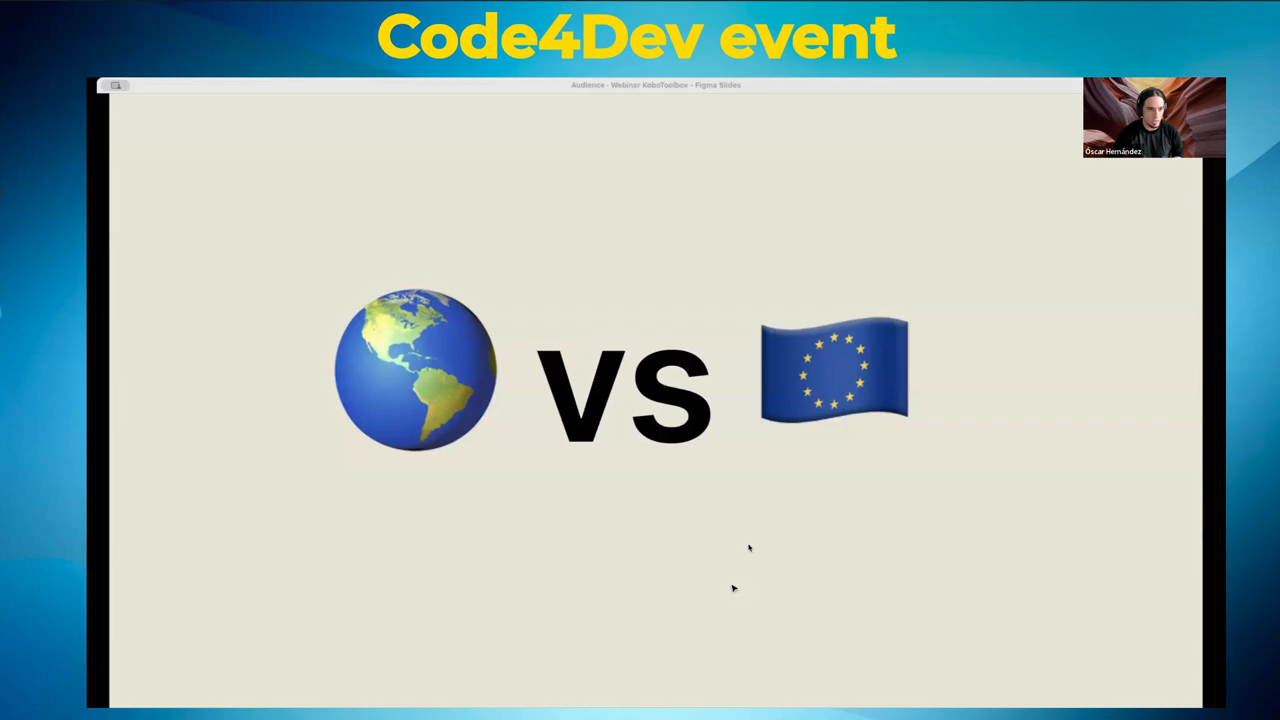 Code4Dev event
Audience - Webinar KoboToolbox - Figma Slides
Óscar Hernández
VS